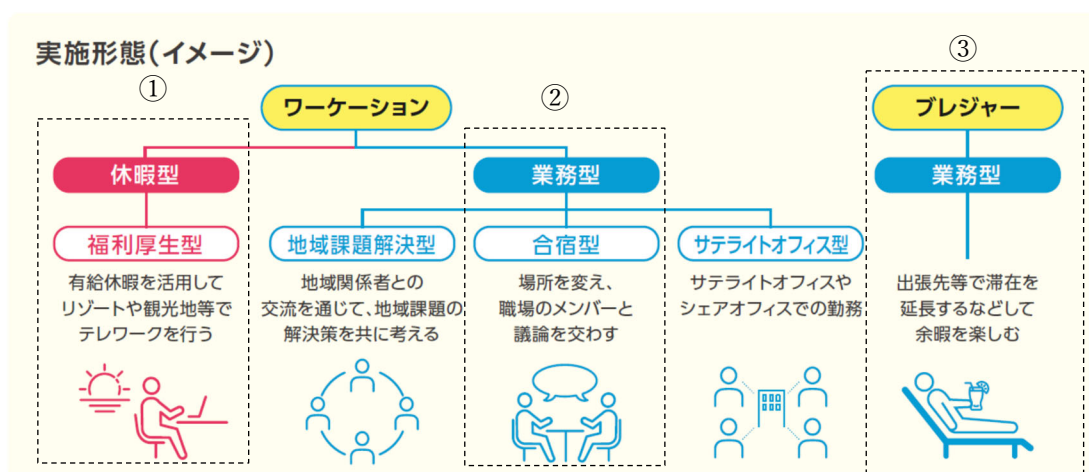 実施形態(イメージ)
①
②
③
ワーケーション
ブレジャー
休暇型
業務型
業務型
福利厚生型
地域課題解決型
合宿型
サテライトオフィス型
有給休暇を活用して
リゾートや観光地等で
テレワークを行う
地域関係者との
交流を通じて、地域課題の
解決策を共に考える
場所を変え、
職場のメンバーと
議論を交わす
サテライトオフィスや
シェアオフィスでの勤務
出張先等で滞在を
延長するなどして
余暇を楽しむ